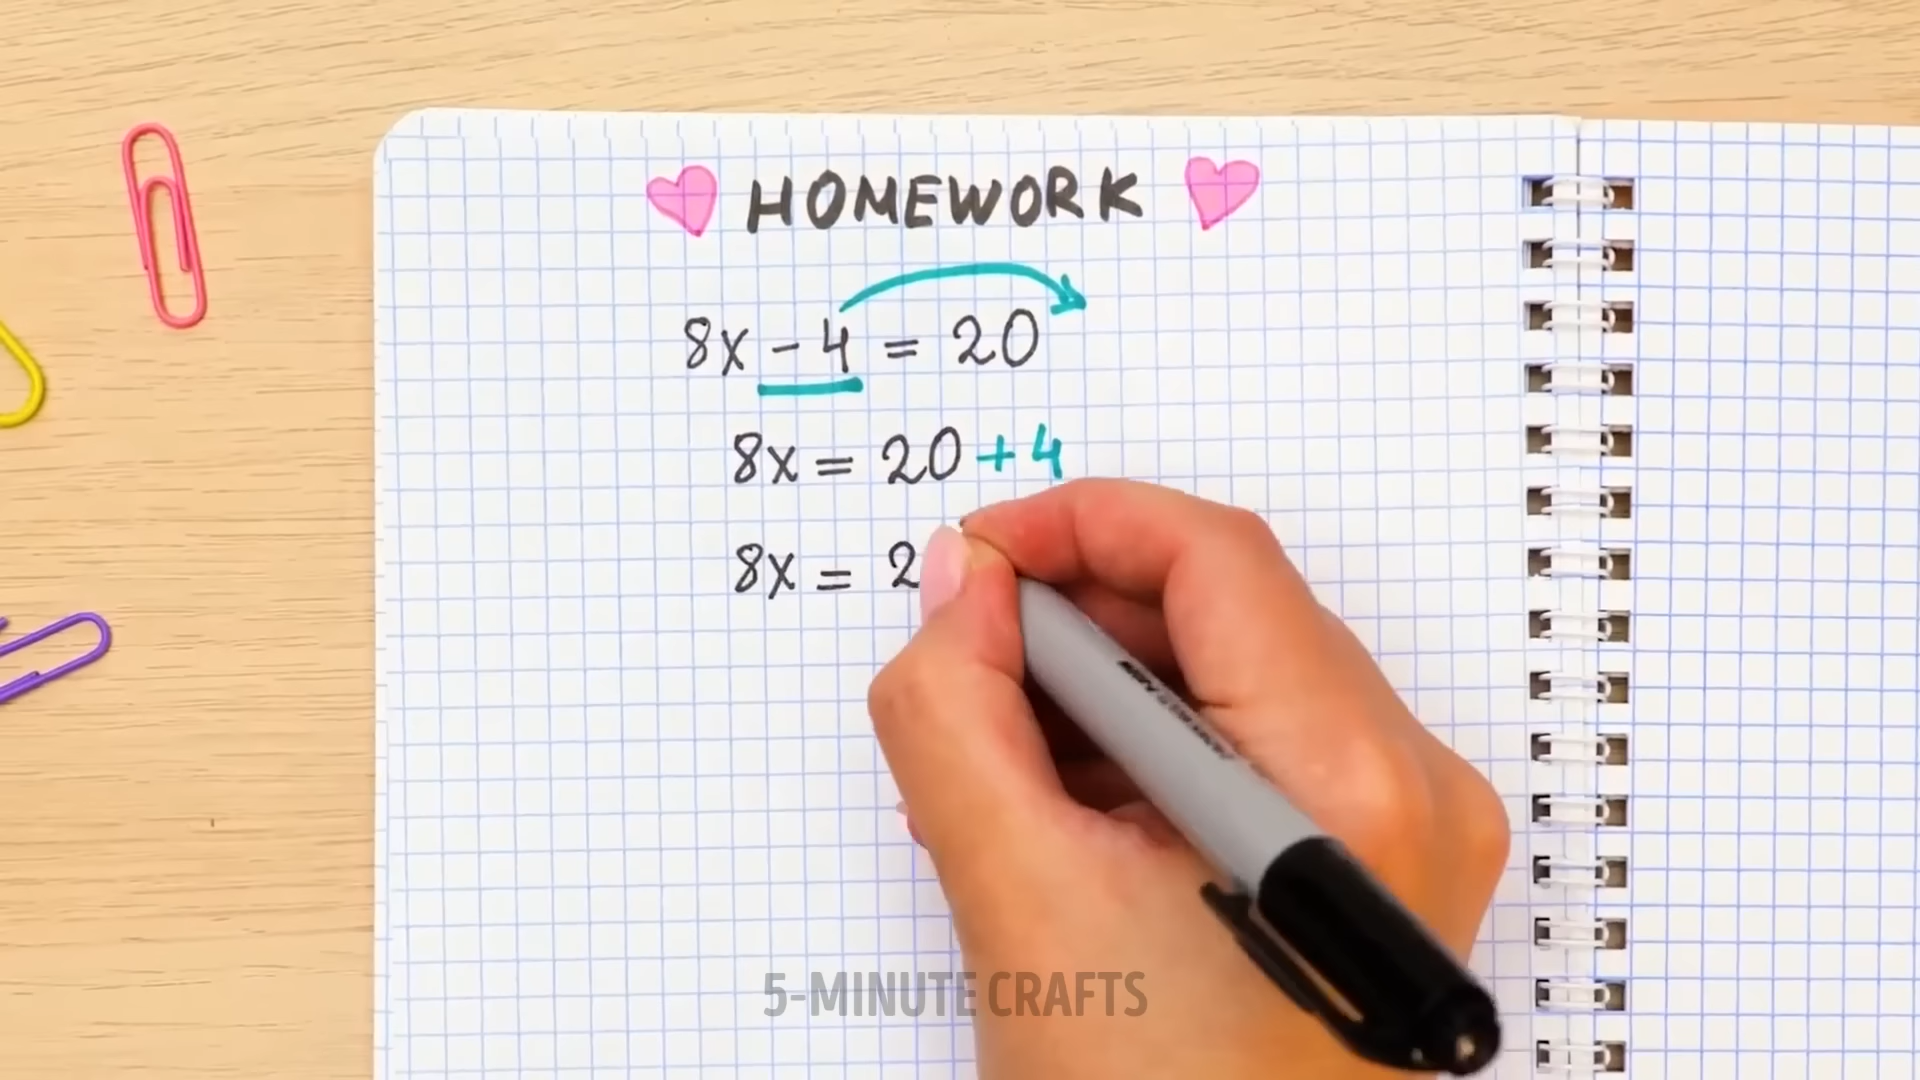 HOMEWORK
8x - 4 = 20
8x = 20 + 4
8x = 2
5-MINUTE CRAFTS